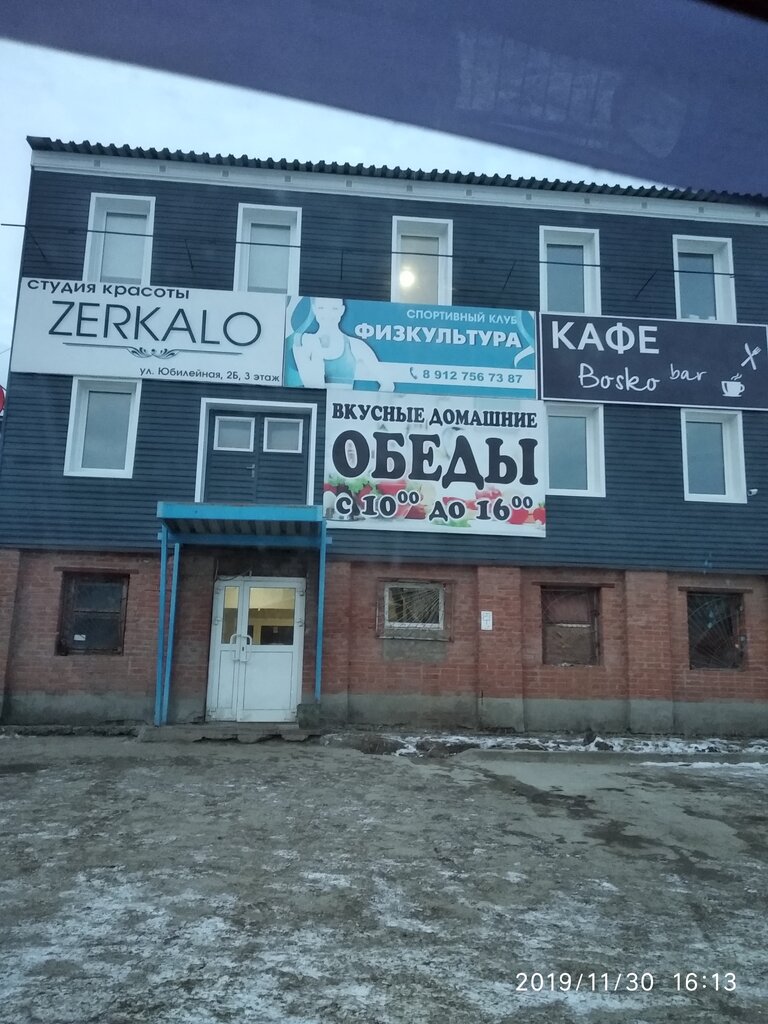 студия красоты
ZERKALO
ул. Юбилейная, 2Б, 3 этаж
СПОРТИВНЫЙ КЛУБ
ФИЗКУЛЬТУРА
8 912 756 73 87
КАФЕ
Bosko bar
ВКУСНЫЕ ДОМАШНИЕ
ОБЕДЫ
с 10⁰⁰ до 16⁰⁰
2019/11/30 16:13